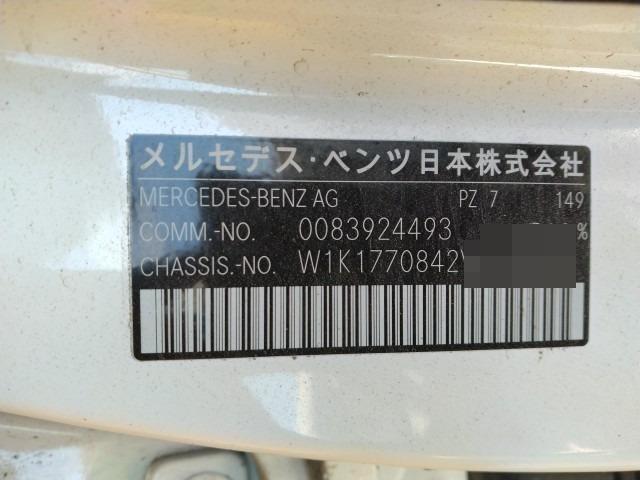 メルセデス・ベンツ日本株式会社
MERCEDES-BENZ AG PZ 7 149
COMM.-NO. 0083924493 %
CHASSIS.-NO. W1K1770842